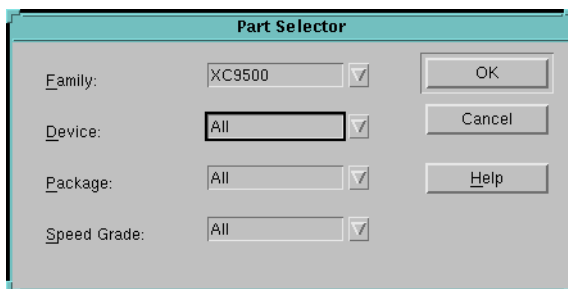 Part Selector
Family: XC9500 OK
Device: All Cancel
Package: All Help
Speed Grade: All